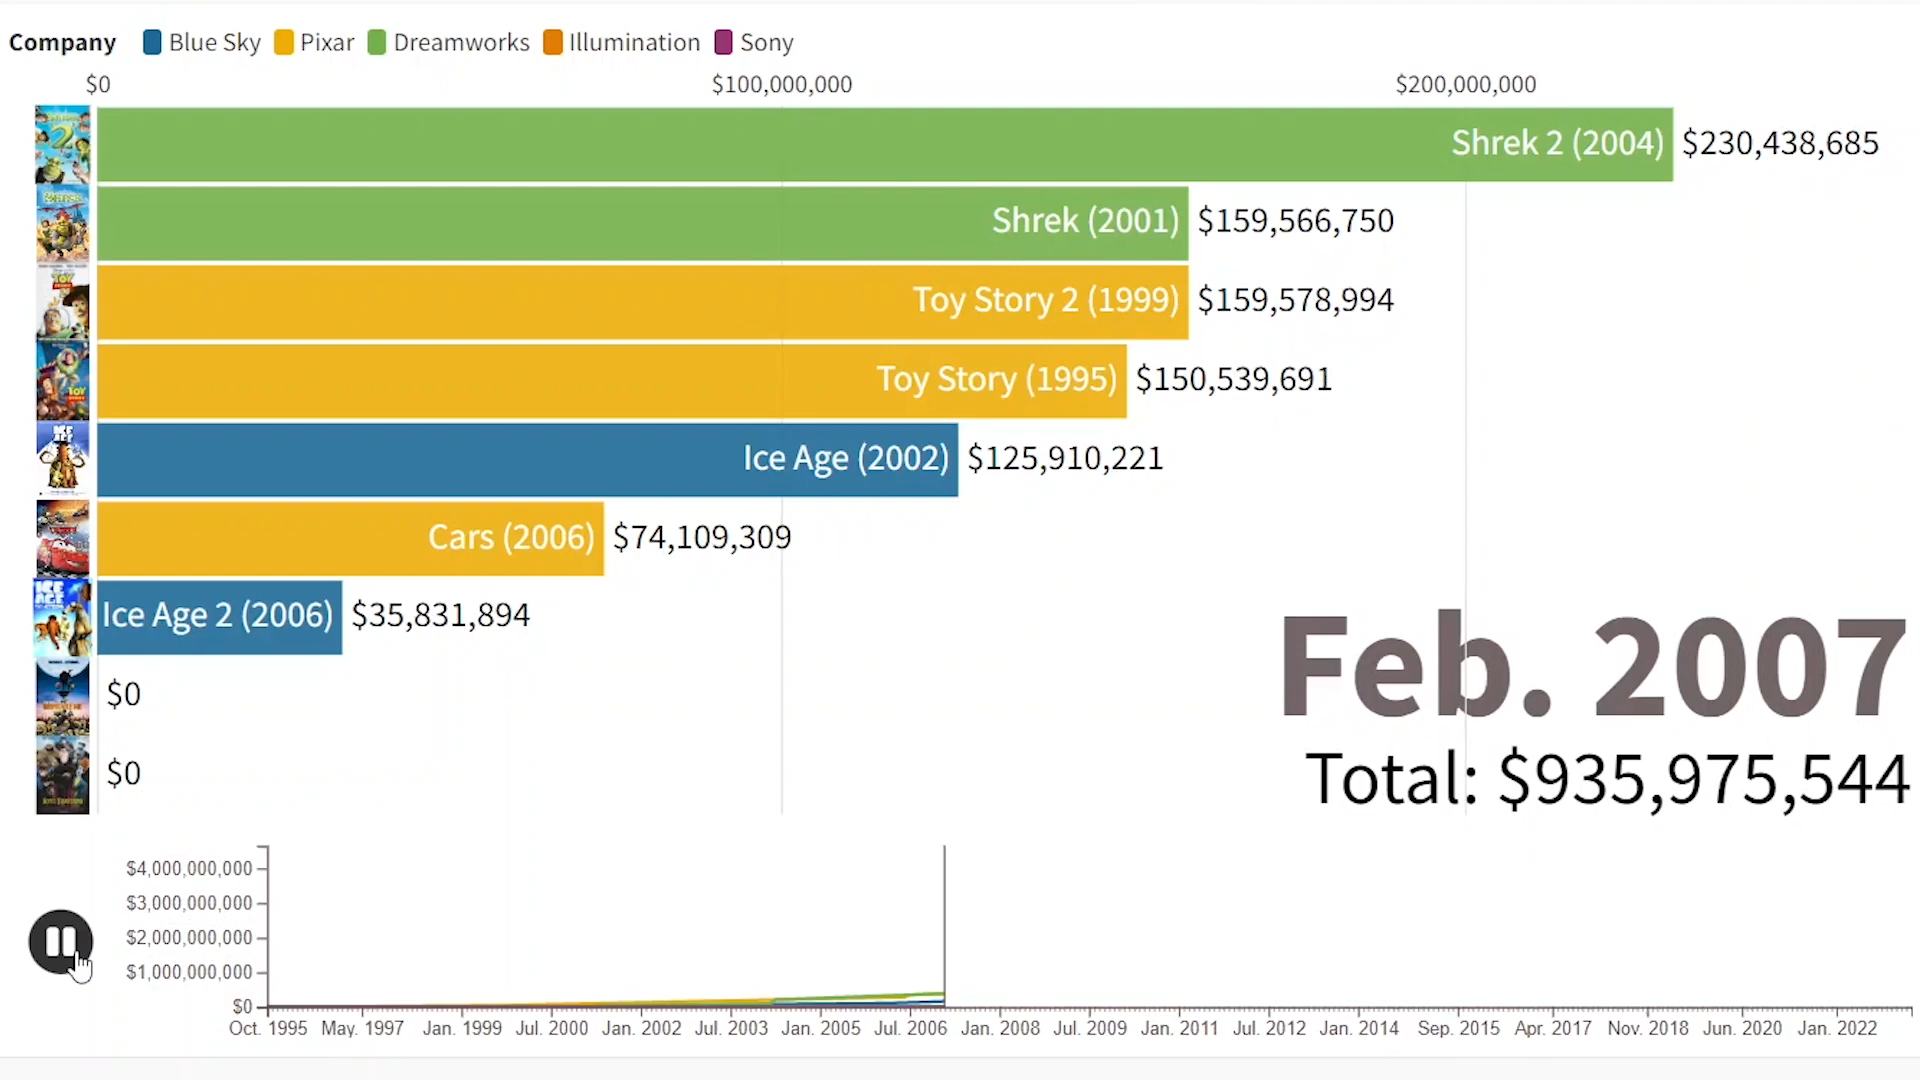 Company Blue Sky Pixar Dreamworks Illumination Sony
$0 $100,000,000 $200,000,000
Shrek 2 (2004) $230,438,685
Shrek (2001) $159,566,750
Toy Story 2 (1999) $159,578,994
Toy Story (1995) $150,539,691
Ice Age (2002) $125,910,221
Cars (2006) $74,109,309
Ice Age 2 (2006) $35,831,894
$0
$0
Feb. 2007
Total: $935,975,544
$4,000,000,000
$3,000,000,000
$2,000,000,000
$1,000,000,000
$0
Oct. 1995 May. 1997 Jan. 1999 Jul. 2000 Jan. 2002 Jul. 2003 Jan. 2005 Jul. 2006 Jan. 2008 Jul. 2009 Jan. 2011 Jul. 2012 Jan. 2014 Sep. 2015 Apr. 2017 Nov. 2018 Jun. 2020 Jan. 2022